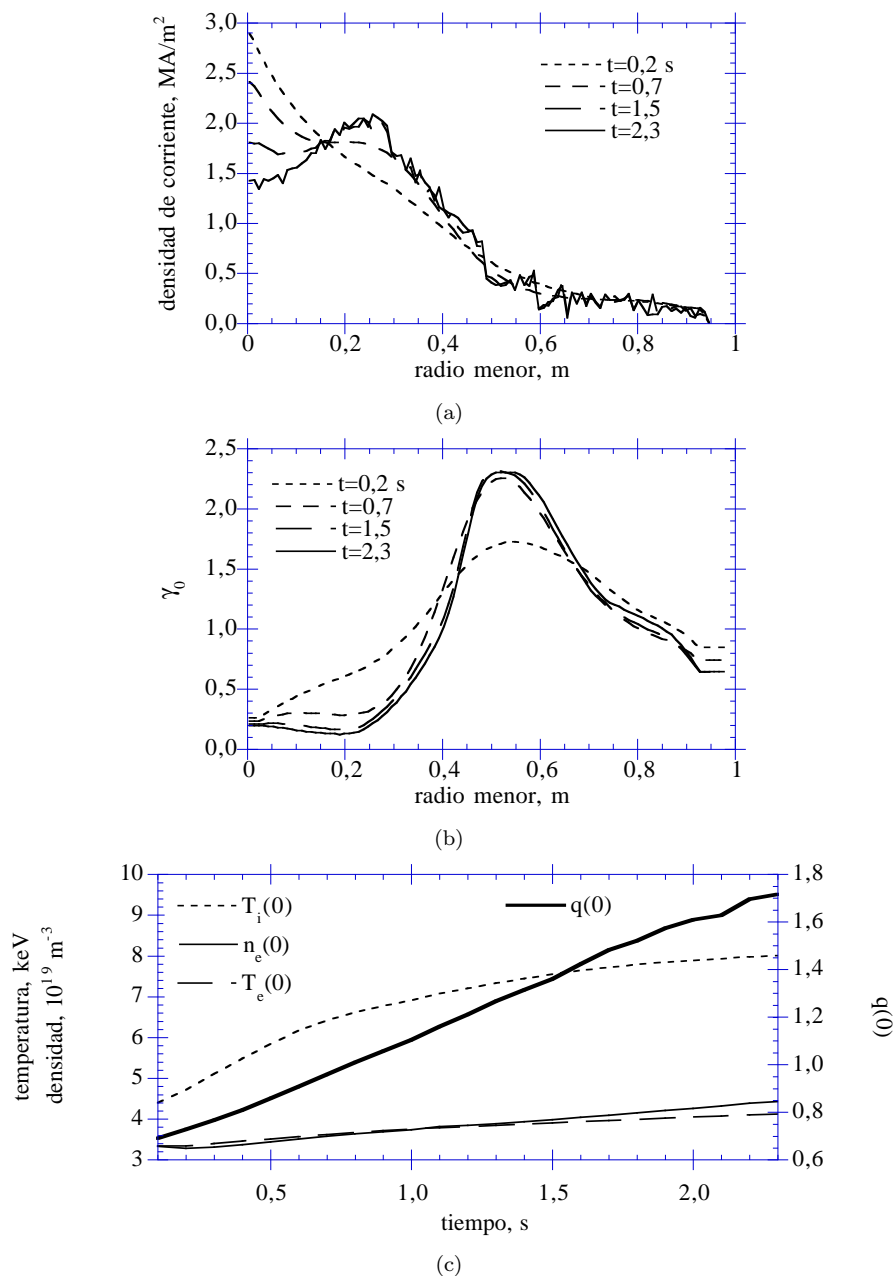 3,0
2,5
2,0
1,5
1,0
0,5
0,0
densidad de corriente, MA/m²
t=0,2 s
t=0,7
t=1,5
t=2,3
0 0,2 0,4 0,6 0,8 1
radio menor, m
(a)
2,5
2,0
1,5
1,0
0,5
0,0
γ₀
t=0,2 s
t=0,7
t=1,5
t=2,3
0 0,2 0,4 0,6 0,8 1
radio menor, m
(b)
10
9
8
7
6
5
4
3
temperatura, keV
densidad, 10¹⁹ m⁻³
T_i(0)
n_e(0)
T_e(0)
q(0)
1,8
1,6
1,4
1,2
1,0
0,8
0,6
q(0)
0,5 1,0 1,5 2,0
tiempo, s
(c)